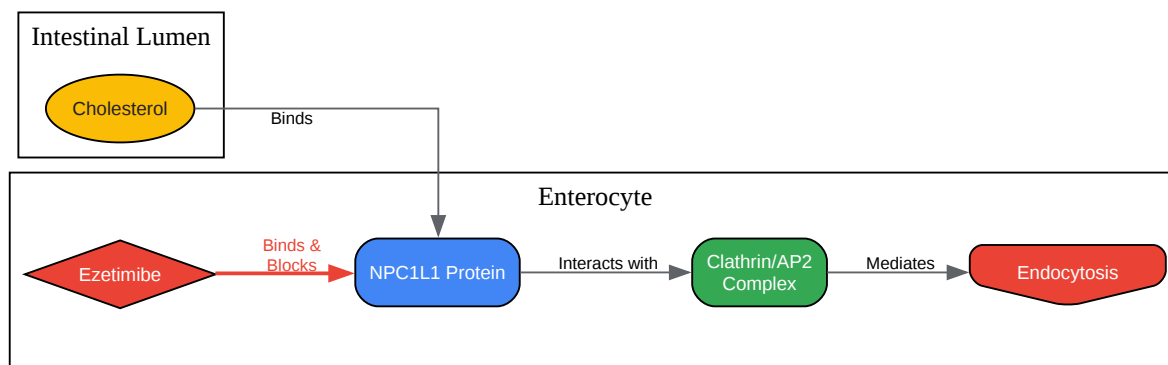 Intestinal Lumen
Cholesterol
Binds
Enterocyte
Ezetimibe
Binds &
Blocks
NPC1L1 Protein
Interacts with
Clathrin/AP2
Complex
Mediates
Endocytosis